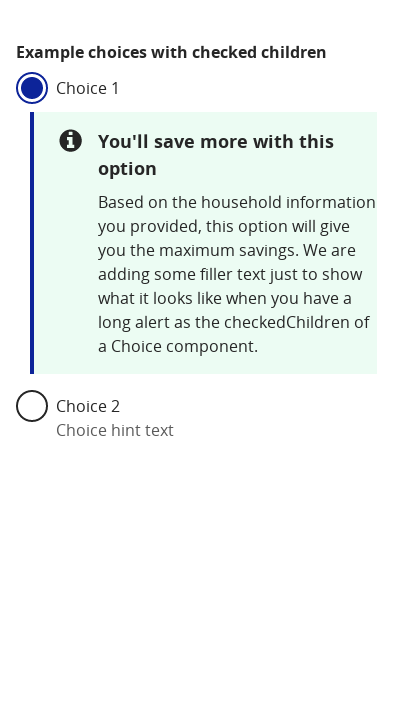 Example choices with checked children
Choice 1
You'll save more with this
option
Based on the household information
you provided, this option will give
you the maximum savings. We are
adding some filler text just to show
what it looks like when you have a
long alert as the checkedChildren of
a Choice component.
Choice 2
Choice hint text